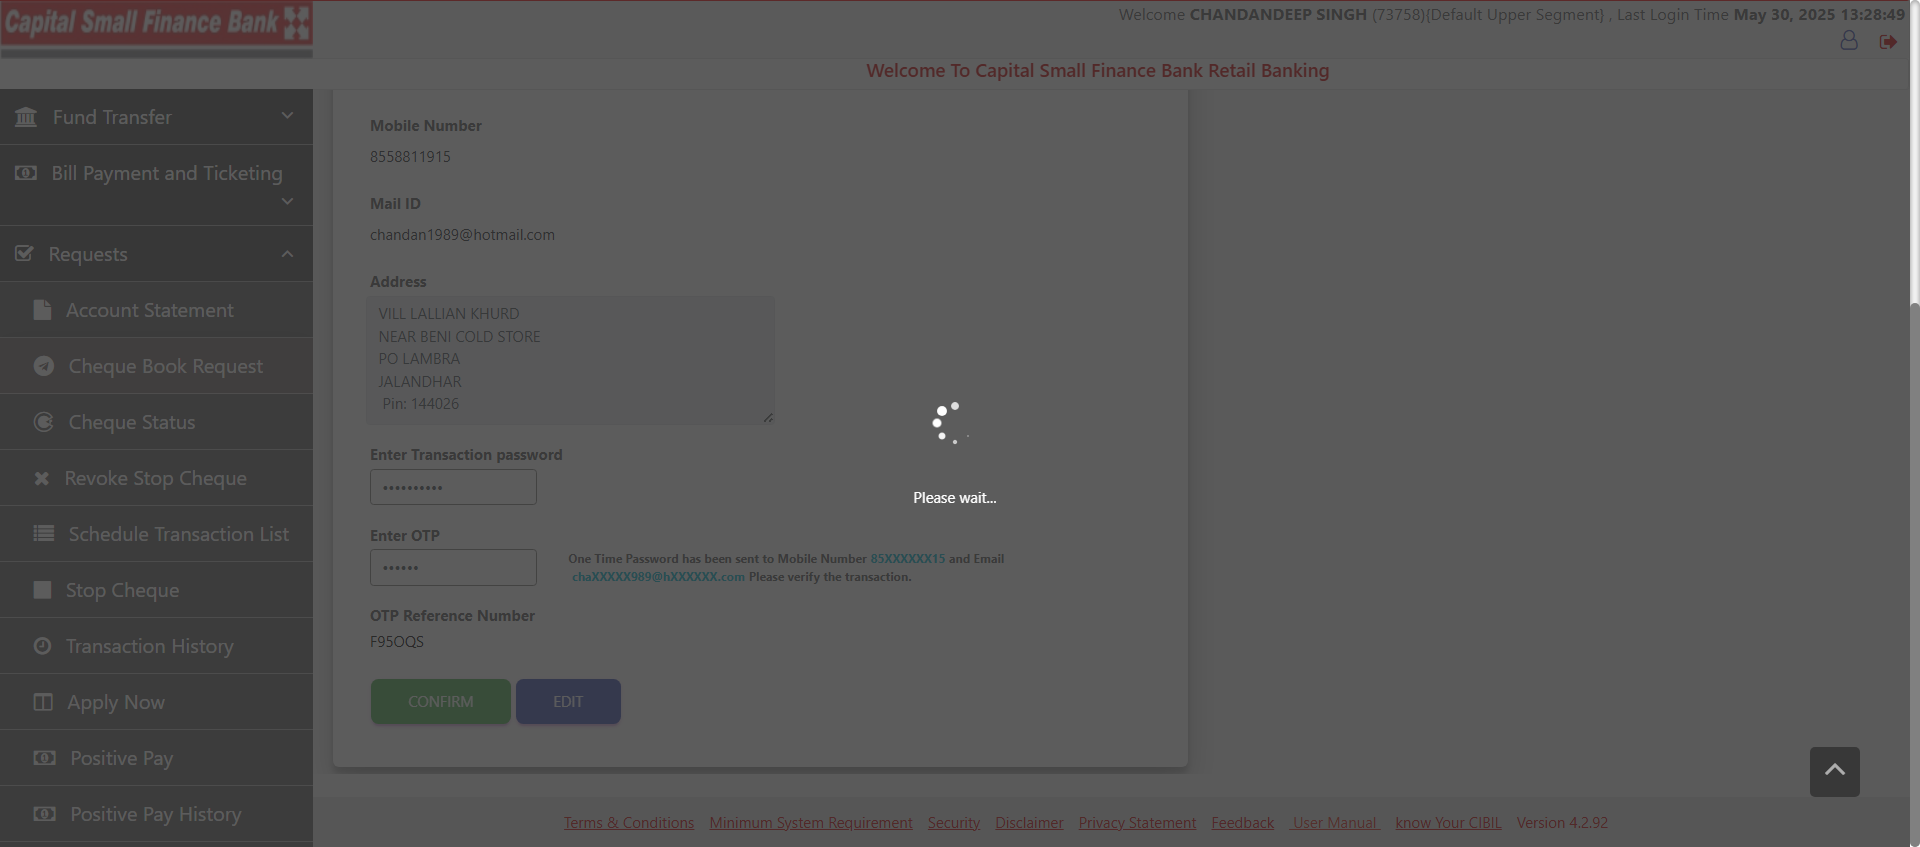 Capital Small Finance Bank
Welcome CHANDANDEEP SINGH (73758){Default Upper Segment} , Last Login Time May 30, 2025 13:28:49
Welcome To Capital Small Finance Bank Retail Banking
Fund Transfer
Bill Payment and Ticketing
Requests
Account Statement
Cheque Book Request
Cheque Status
Revoke Stop Cheque
Schedule Transaction List
Stop Cheque
Transaction History
Apply Now
Positive Pay
Positive Pay History
Mobile Number
8558811915
Mail ID
chandan1989@hotmail.com
Address
VILL LALLIAN KHURD
NEAR BENI COLD STORE
PO LAMBRA
JALANDHAR
Pin: 144026
Enter Transaction password
••••••••••
Enter OTP
••••••
One Time Password has been sent to Mobile Number 85XXXXXX15 and Email
chaXXXXX989@hXXXXXX.com Please verify the transaction.
OTP Reference Number
F95OQS
CONFIRM EDIT
Please wait...
Terms & Conditions Minimum System Requirement Security Disclaimer Privacy Statement Feedback User Manual know Your CIBIL Version 4.2.92